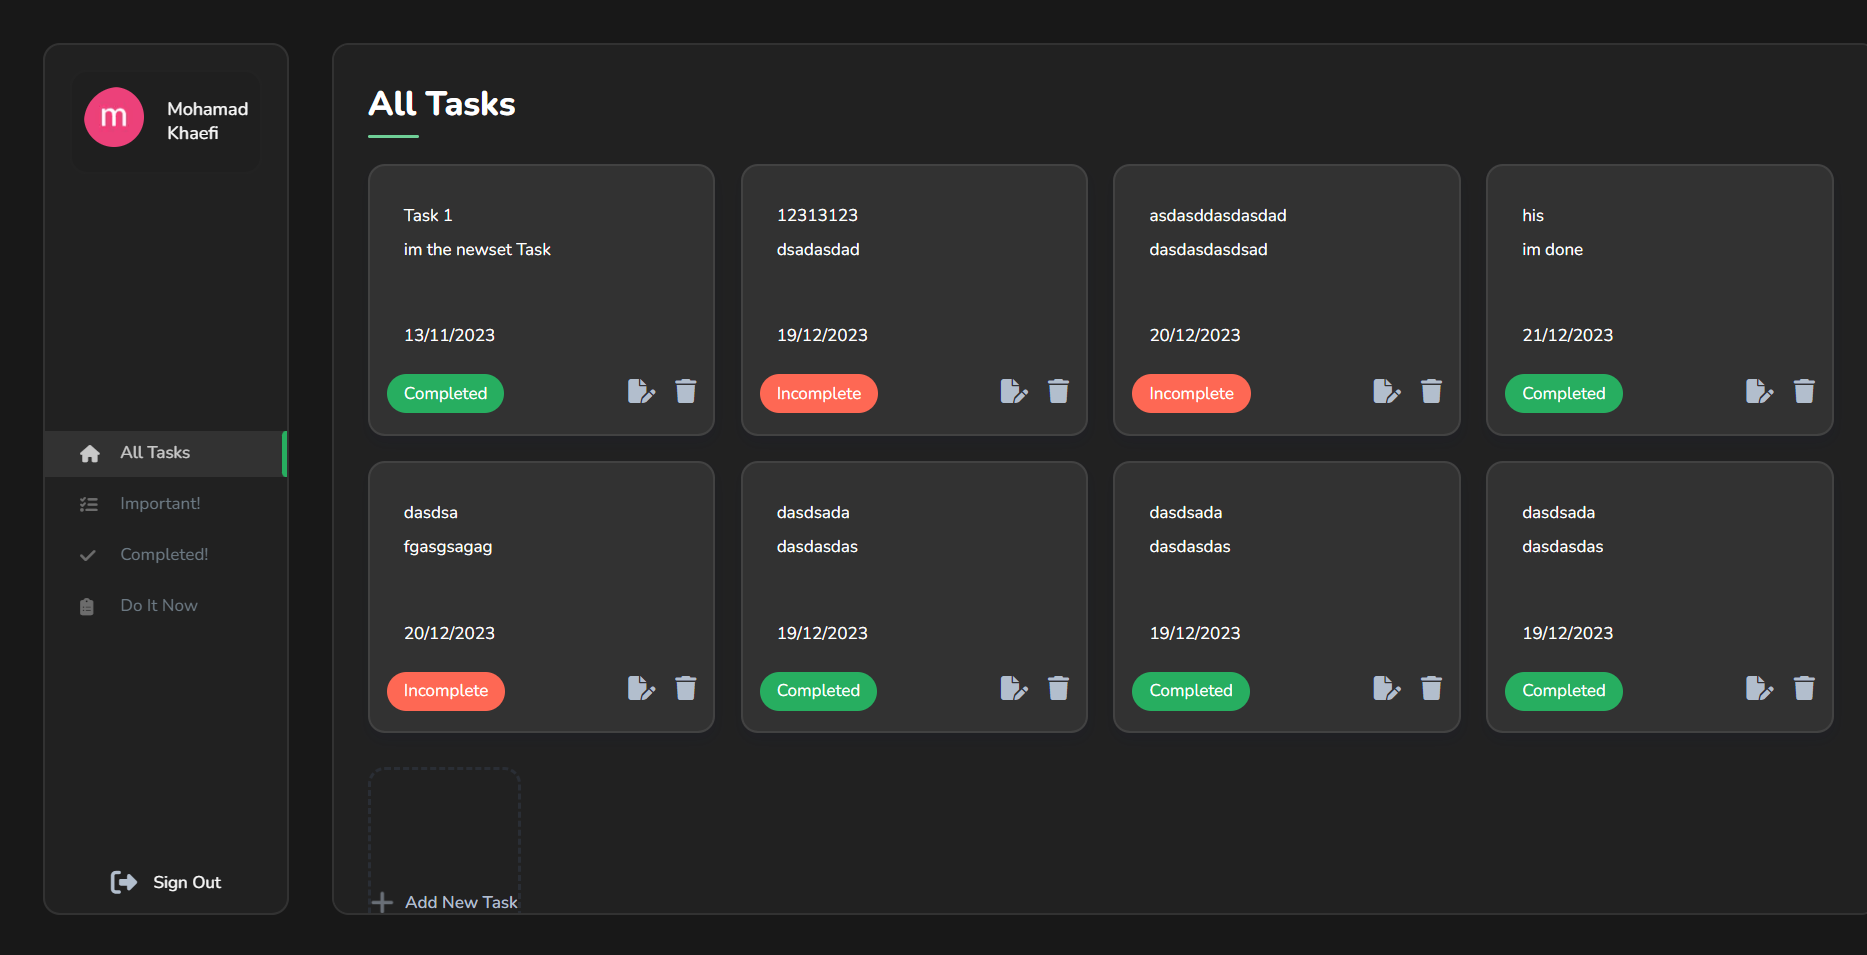 m
Mohamad
Khaefi
All Tasks
Important!
Completed!
Do It Now
Sign Out
All Tasks
Task 1
im the newset Task
13/11/2023
Completed
12313123
dsadasdad
19/12/2023
Incomplete
asdasddasdasdad
dasdasdasdsad
20/12/2023
Incomplete
his
im done
21/12/2023
Completed
dasdsa
fgasgsagag
20/12/2023
Incomplete
dasdsada
dasdasdas
19/12/2023
Completed
dasdsada
dasdasdas
19/12/2023
Completed
dasdsada
dasdasdas
19/12/2023
Completed
Add New Task